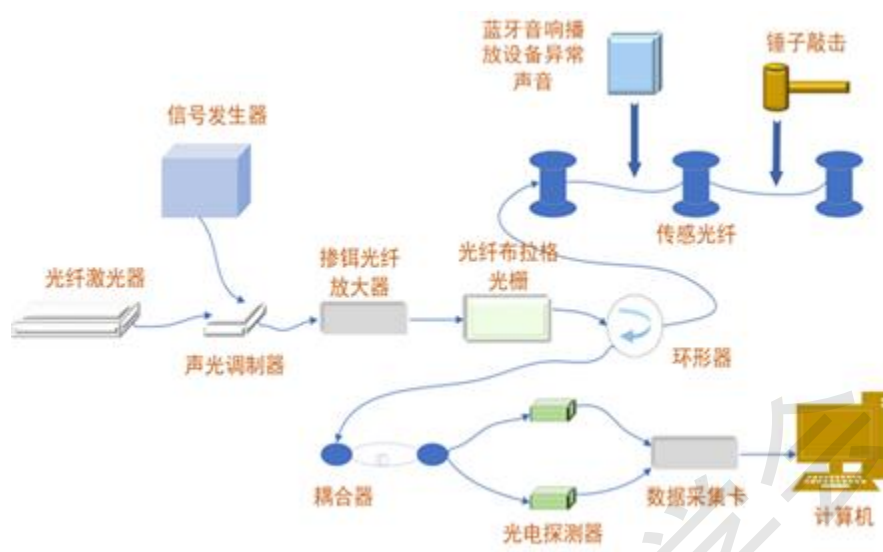 蓝牙音响播
放设备异常
声音
锤子敲击
信号发生器
传感光纤
光纤激光器
掺铒光纤
放大器
光纤布拉格
光栅
声光调制器
环形器
耦合器
光电探测器
数据采集卡
计算机